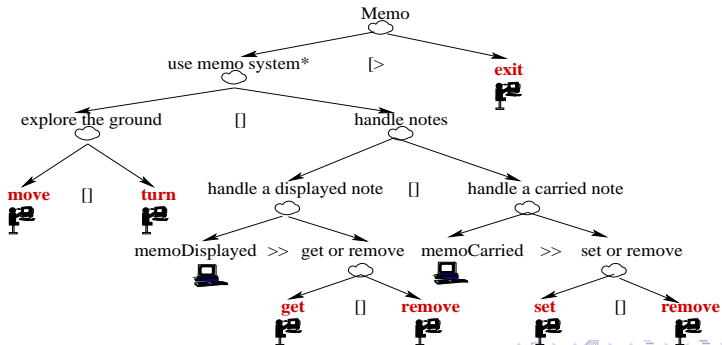 Memo
use memo system* [>
exit
explore the ground [] handle notes
move [] turn handle a displayed note [] handle a carried note
memoDisplayed >> get or remove memoCarried >> set or remove
get [] remove set [] remove